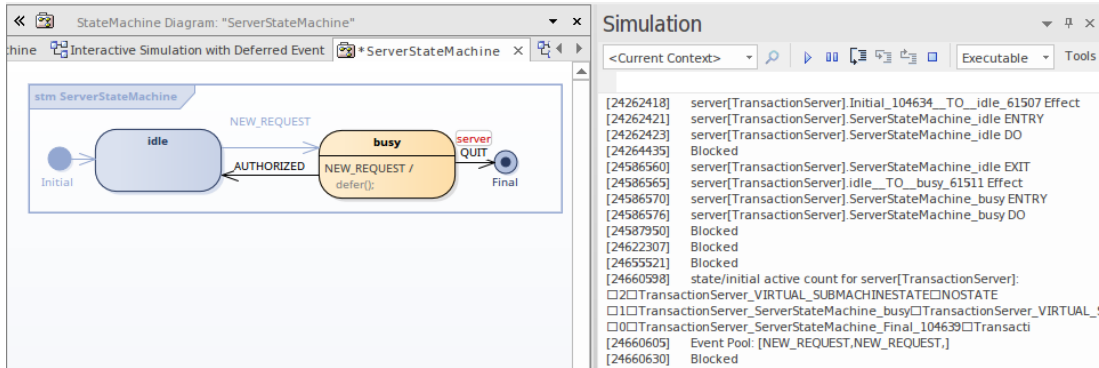 StateMachine Diagram: "ServerStateMachine"
chine Interactive Simulation with Deferred Event *ServerStateMachine
stm ServerStateMachine
NEW_REQUEST
idle
busy
server
QUIT
AUTHORIZED
NEW_REQUEST /
defer();
Initial
Final
Simulation
<Current Context> Executable Tools
[24262418] server[TransactionServer].Initial_104634__TO__idle_61507 Effect
[24262421] server[TransactionServer].ServerStateMachine_idle ENTRY
[24262423] server[TransactionServer].ServerStateMachine_idle DO
[24264435] Blocked
[24586560] server[TransactionServer].ServerStateMachine_idle EXIT
[24586565] server[TransactionServer].idle__TO__busy_61511 Effect
[24586570] server[TransactionServer].ServerStateMachine_busy ENTRY
[24586576] server[TransactionServer].ServerStateMachine_busy DO
[24587950] Blocked
[24622307] Blocked
[24655521] Blocked
[24660598] state/initial active count for server[TransactionServer]:
□2□TransactionServer_VIRTUAL_SUBMACHINESTATE□NOSTATE
□1□TransactionServer_ServerStateMachine_busy□TransactionServer_VIRTUAL_S
□0□TransactionServer_ServerStateMachine_Final_104639□Transacti
[24660605] Event Pool: [NEW_REQUEST,NEW_REQUEST,]
[24660630] Blocked